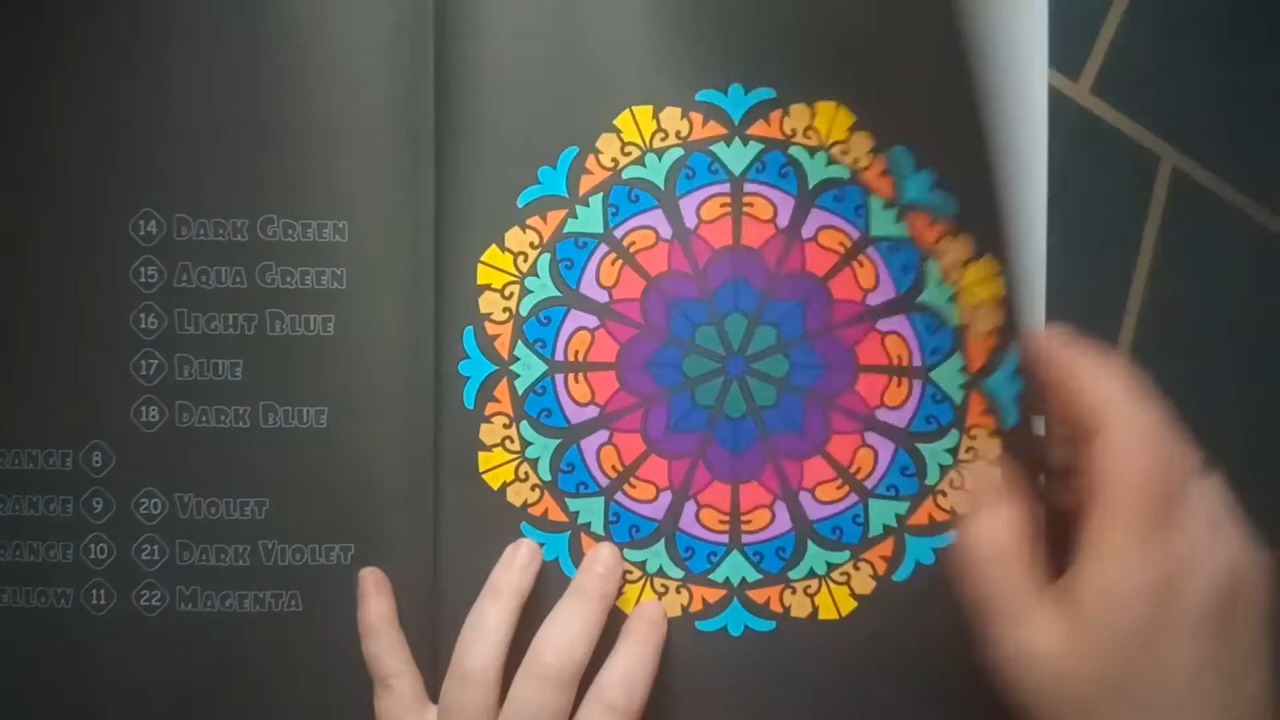 14 Dark Green
15 Aqua Green
16 Light Blue
17 Blue
18 Dark Blue
8
9 20 Violet
10 21 Dark Violet
11 22 Magenta